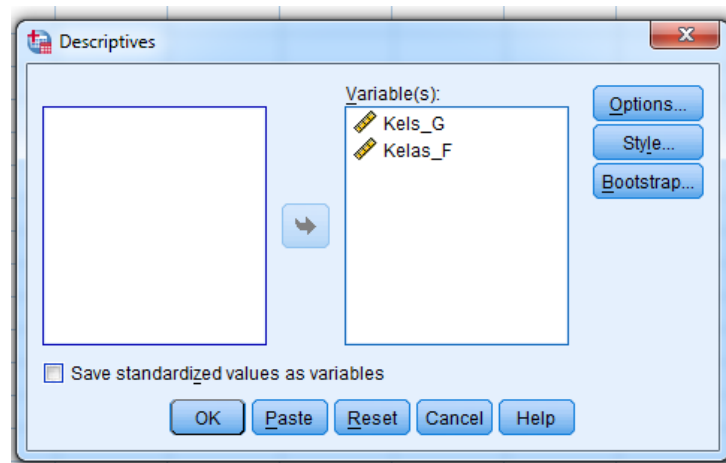 Descriptives
Variable(s):
Kels_G
Kelas_F
Options...
Style...
Bootstrap...
Save standardized values as variables
OK Paste Reset Cancel Help